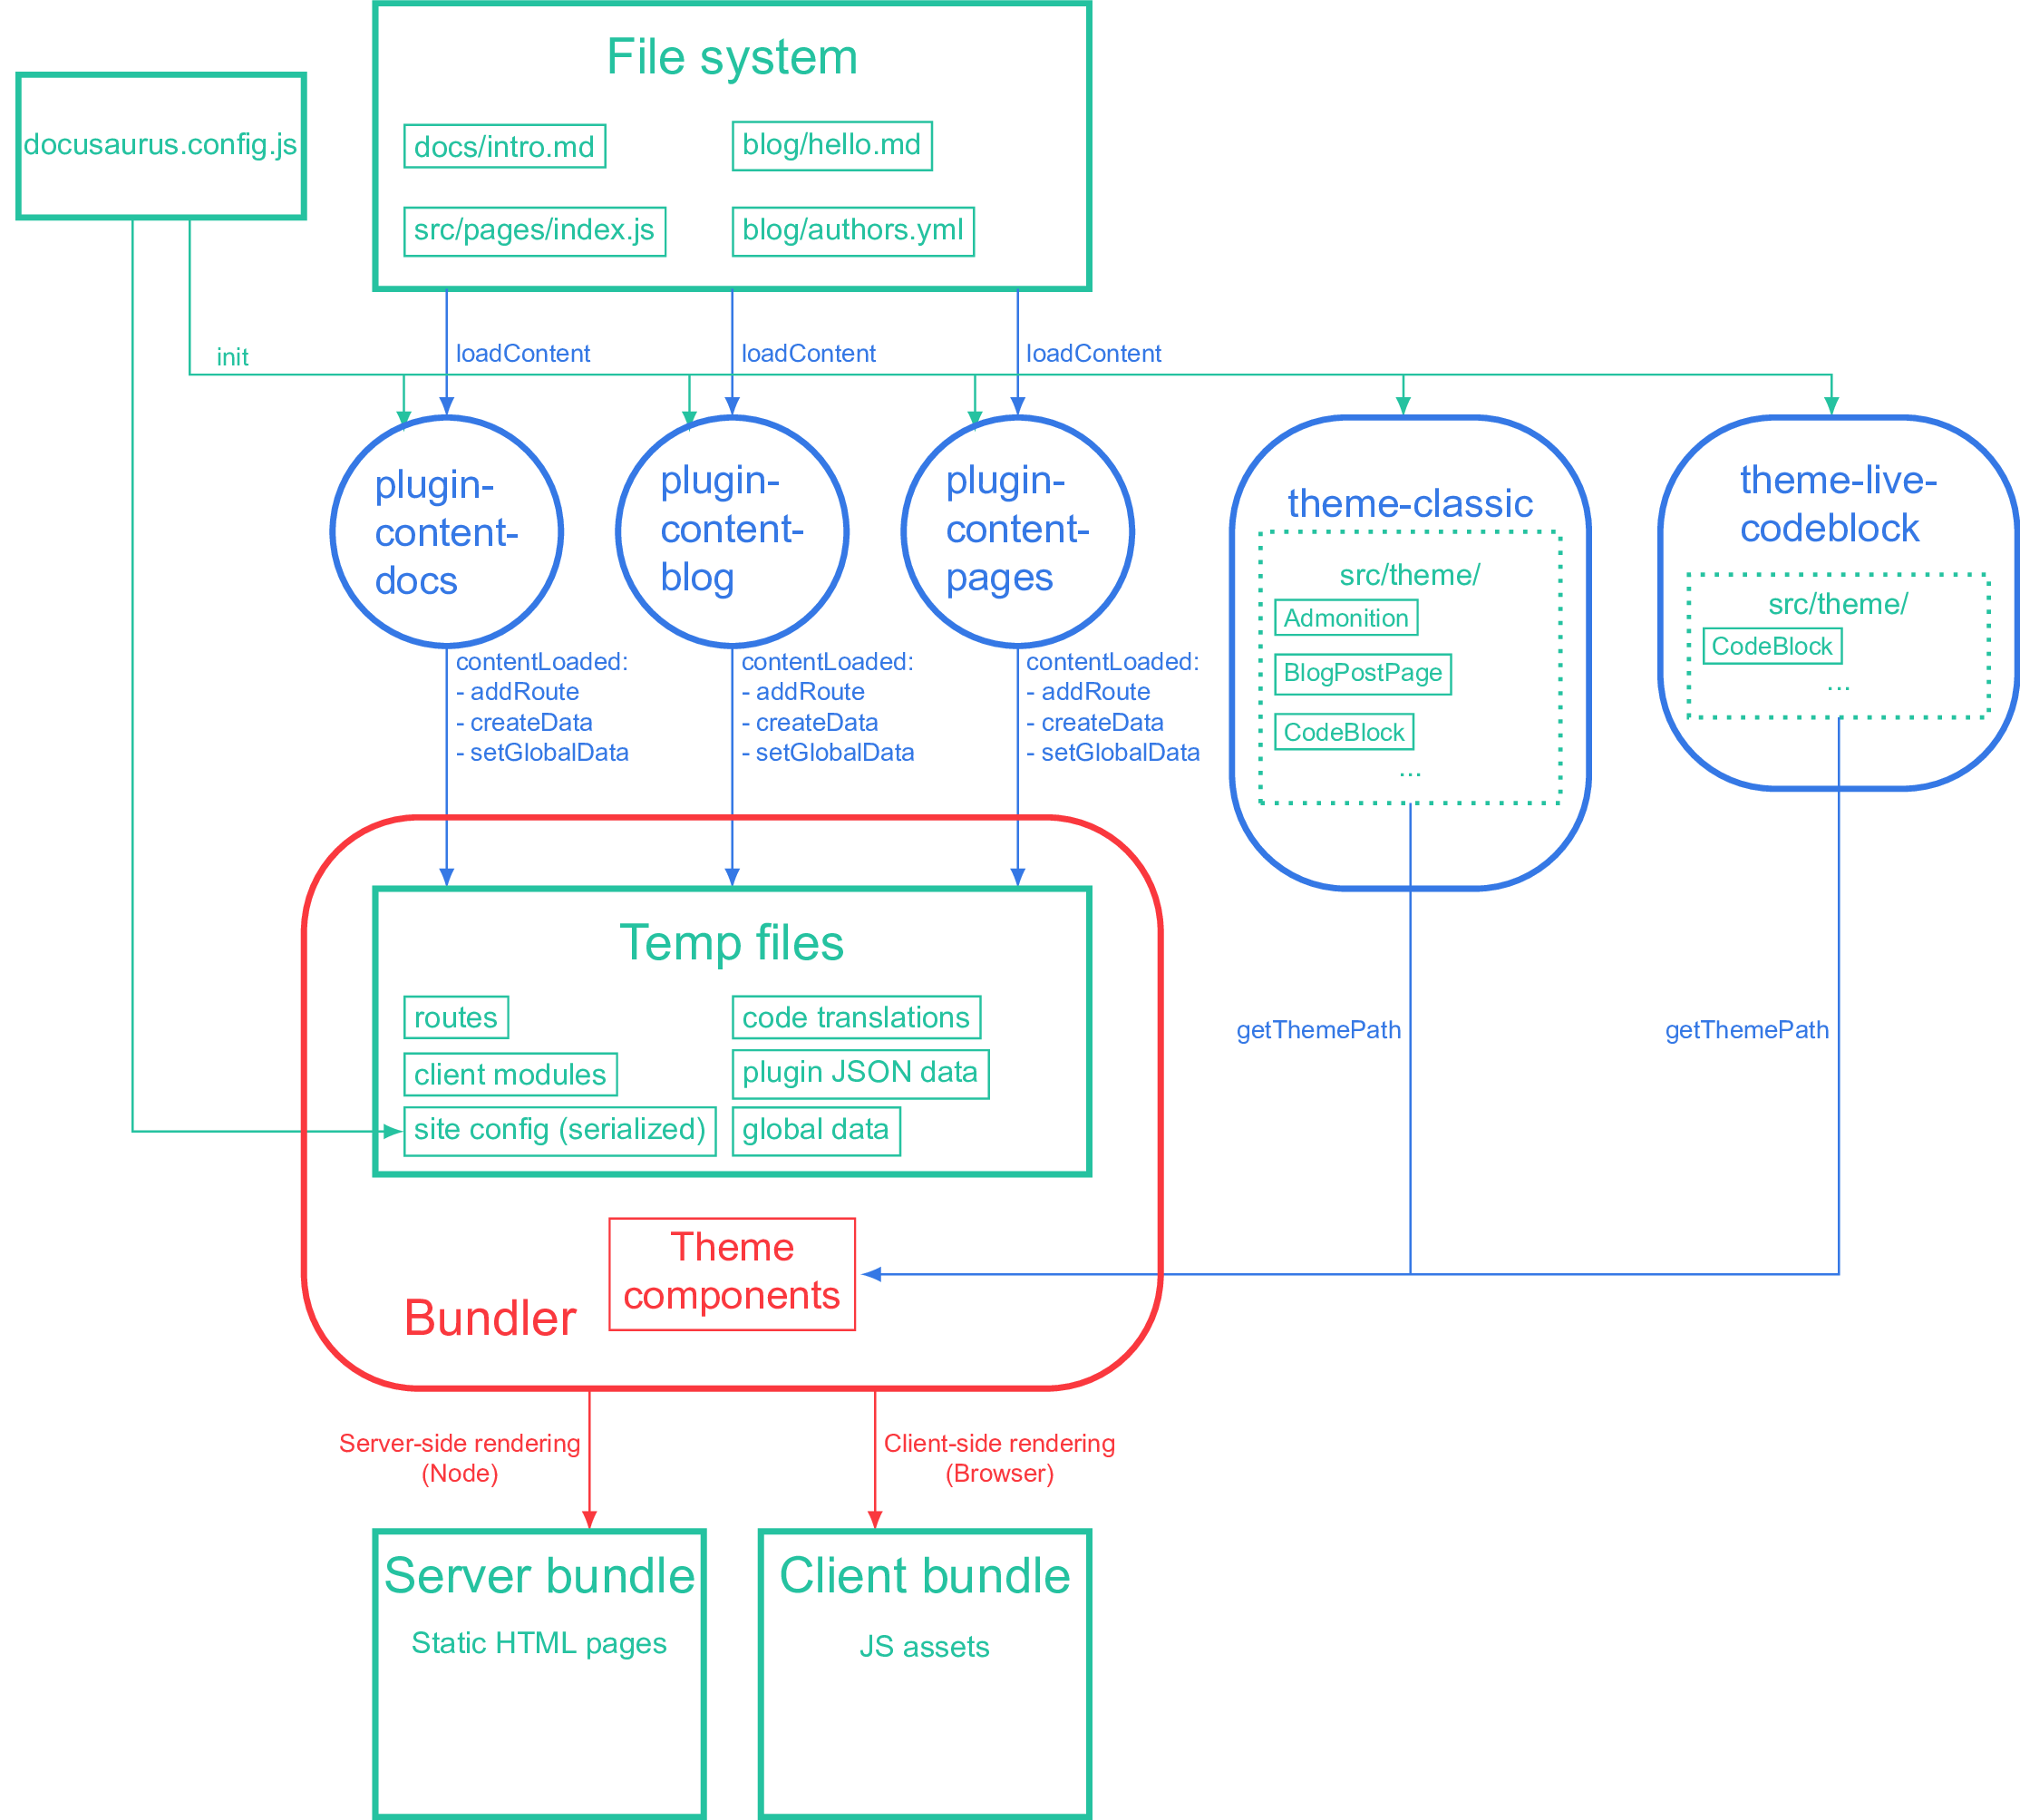 File system
docusaurus.config.js
docs/intro.md
blog/hello.md
src/pages/index.js
blog/authors.yml
init
loadContent
loadContent
loadContent
plugin-
content-
docs
plugin-
content-
blog
plugin-
content-
pages
theme-classic
src/theme/
Admonition
BlogPostPage
CodeBlock
...
theme-live-
codeblock
src/theme/
CodeBlock
...
contentLoaded:
- addRoute
- createData
- setGlobalData
contentLoaded:
- addRoute
- createData
- setGlobalData
contentLoaded:
- addRoute
- createData
- setGlobalData
Temp files
routes
code translations
client modules
plugin JSON data
site config (serialized)
global data
getThemePath
getThemePath
Theme
components
Bundler
Server-side rendering
(Node)
Client-side rendering
(Browser)
Server bundle
Static HTML pages
Client bundle
JS assets